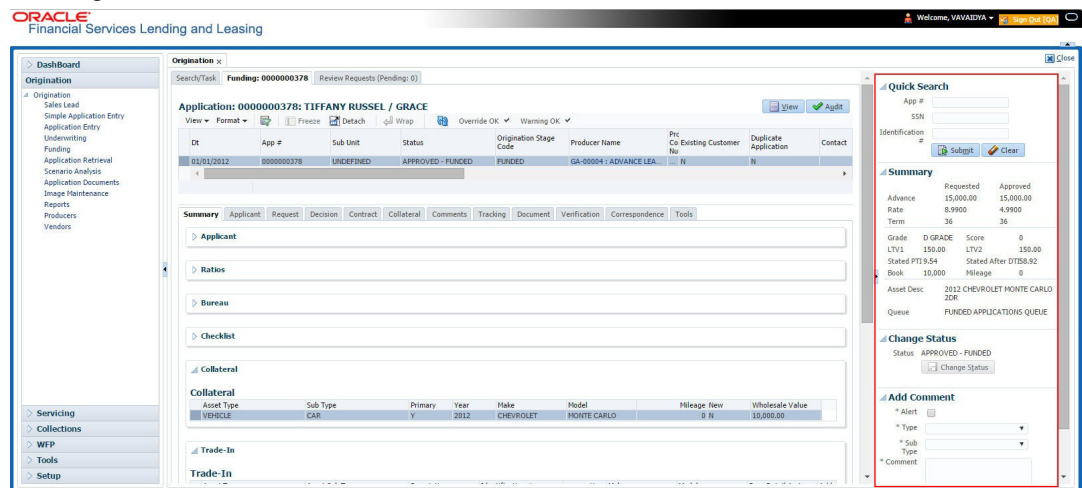 ORACLE
Financial Services Lending and Leasing
Welcome, VAVAIDYA
Sign Out [QA]
Close
DashBoard
Origination
Origination
Sales Lead
Simple Application Entry
Application Entry
Underwriting
Funding
Application Retrieval
Scenario Analysis
Application Documents
Image Maintenance
Reports
Producers
Vendors
Servicing
Collections
WFP
Tools
Setup
Origination x
Search/Task Funding: 0000000378 Review Requests (Pending: 0)
Application: 0000000378: TIFFANY RUSSEL / GRACE
View Audit
View Format Freeze Detach Wrap Override OK Warning OK
Dt App # Sub Unit Status Origination Stage Code Producer Name Prc Co Nu Existing Customer Duplicate Application Contact
01/01/2012 0000000378 UNDEFINED APPROVED - FUNDED FUNDED GA-00004 : ADVANCE LEA... ... N N
Summary Applicant Request Decision Contract Collateral Comments Tracking Document Verification Correspondence Tools
Applicant
Ratios
Bureau
Checklist
Collateral
Collateral
Asset Type Sub Type Primary Year Make Model Mileage New Wholesale Value
VEHICLE CAR Y 2012 CHEVROLET MONTE CARLO 0 N 10,000.00
Trade-In
Trade-In
Quick Search
App #
SSN
Identification #
Submit Clear
Summary
Requested Approved
Advance 15,000.00 15,000.00
Rate 8.9900 4.9900
Term 36 36
Grade D GRADE Score 0
LTV1 150.00 LTV2 150.00
Stated PTI 9.54 Stated After DTI 58.92
Book 10,000 Mileage 0
Asset Desc 2012 CHEVROLET MONTE CARLO
2DR
Queue FUNDED APPLICATIONS QUEUE
Change Status
Status APPROVED - FUNDED
Change Status
Add Comment
* Alert
* Type
* Sub
Type
* Comment